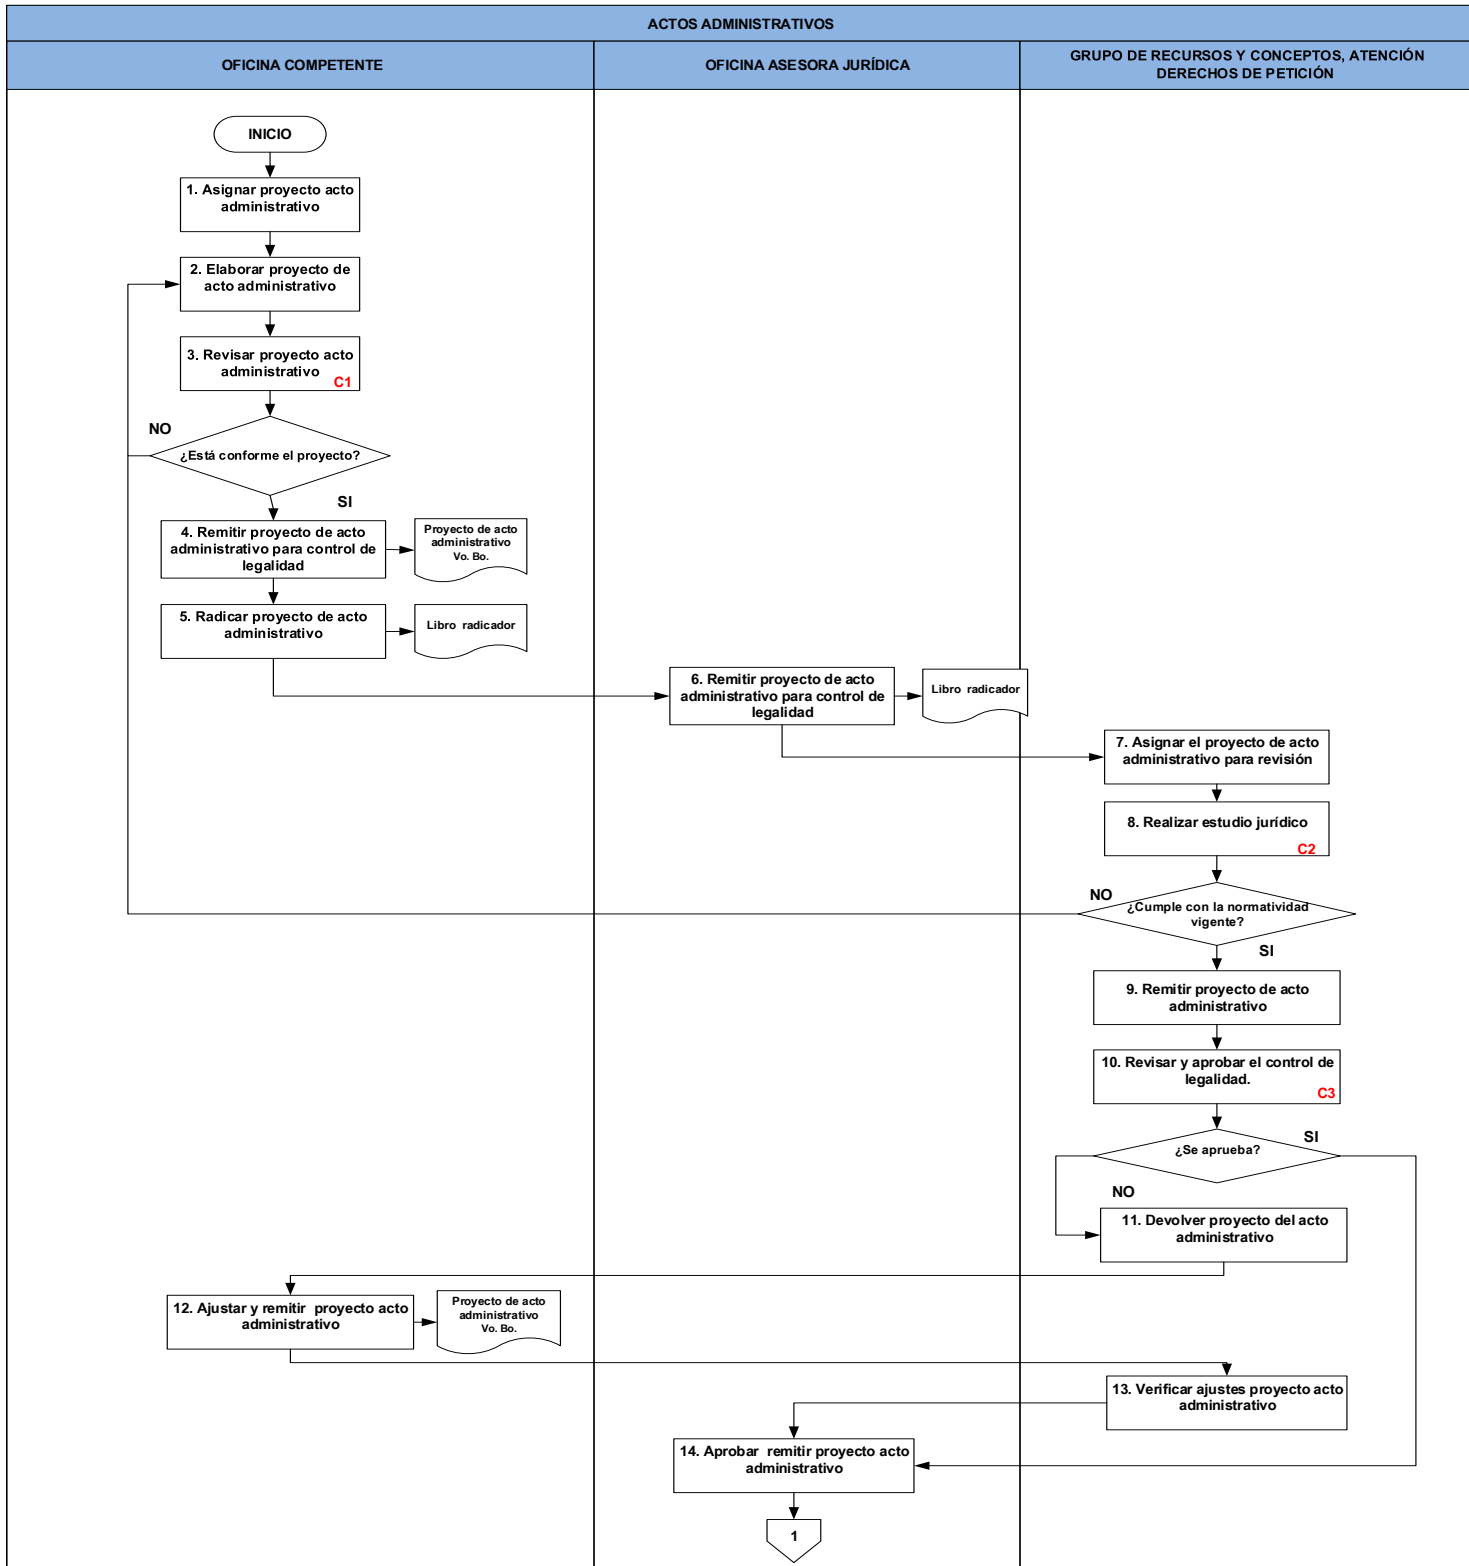 ACTOS ADMINISTRATIVOS
OFICINA COMPETENTE
OFICINA ASESORA JURÍDICA
GRUPO DE RECURSOS Y CONCEPTOS, ATENCIÓN
DERECHOS DE PETICIÓN
INICIO
1. Asignar proyecto acto
administrativo
2. Elaborar proyecto de
acto administrativo
3. Revisar proyecto acto
administrativo
C1
NO
¿Está conforme el proyecto?
SI
4. Remitir proyecto de acto
administrativo para control de
legalidad
Proyecto de acto
administrativo
Vo. Bo.
5. Radicar proyecto de acto
administrativo
Libro radicador
6. Remitir proyecto de acto
administrativo para control de
legalidad
Libro radicador
7. Asignar el proyecto de acto
administrativo para revisión
8. Realizar estudio jurídico
C2
NO
¿Cumple con la normatividad
vigente?
SI
9. Remitir proyecto de acto
administrativo
10. Revisar y aprobar el control de
legalidad.
C3
SI
¿Se aprueba?
NO
11. Devolver proyecto del acto
administrativo
12. Ajustar y remitir proyecto acto
administrativo
Proyecto de acto
administrativo
Vo. Bo.
13. Verificar ajustes proyecto acto
administrativo
14. Aprobar remitir proyecto acto
administrativo
1